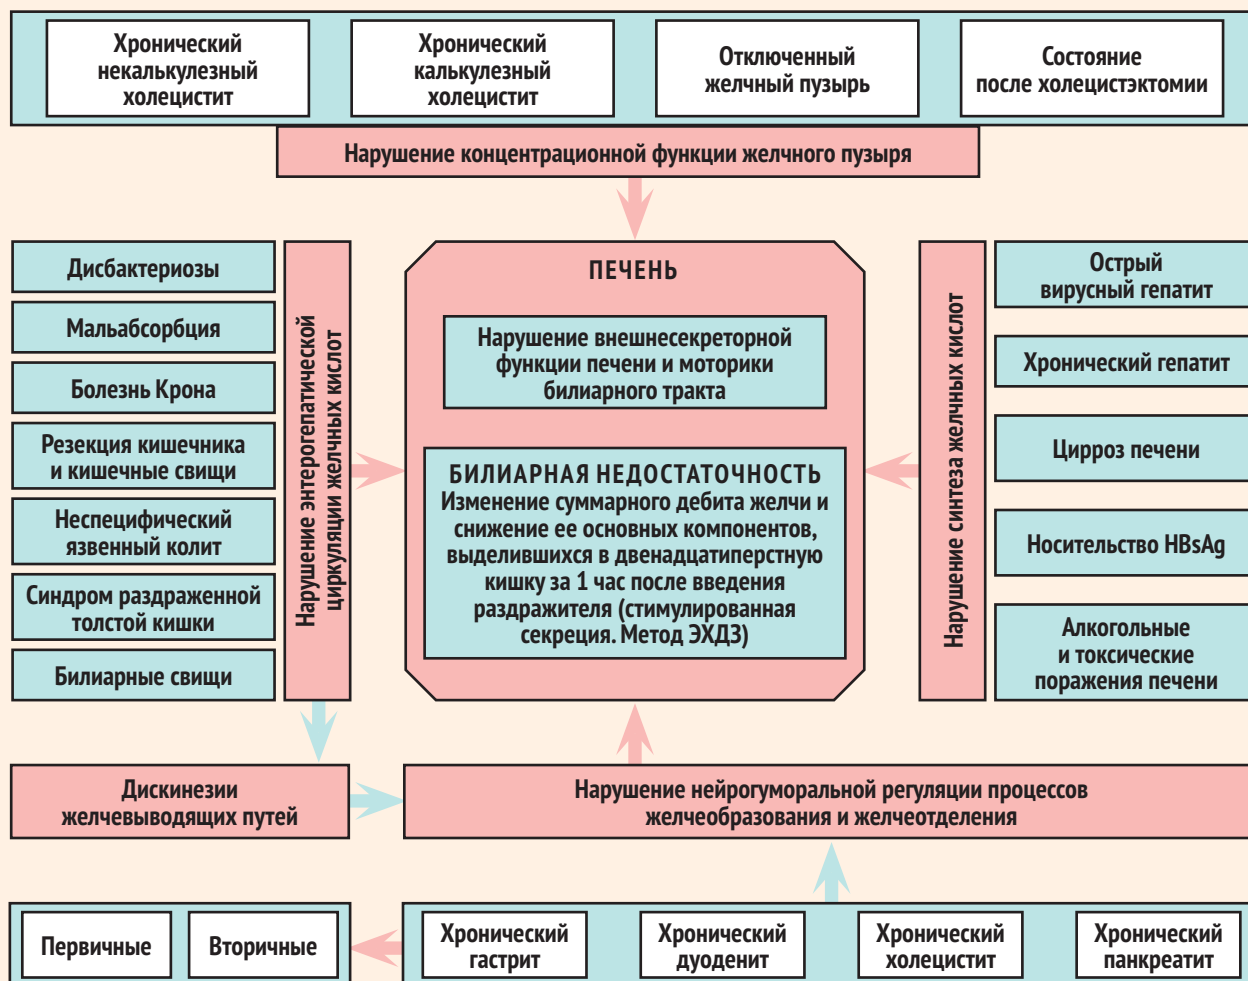 Хронический
некалькулезный
холецистит
Хронический
калькулезный
холецистит
Отключенный
желчный пузырь
Состояние
после холецистэктомии
Нарушение концентрационной функции желчного пузыря
Дисбактериозы
Мальабсорбция
Болезнь Крона
Резекция кишечника
и кишечные свищи
Неспецифический
язвенный колит
Синдром раздраженной
толстой кишки
Билиарные свищи
Нарушение энтерогепатической
циркуляции желчных кислот
ПЕЧЕНЬ
Нарушение внешнесекреторной
функции печени и моторики
билиарного тракта
БИЛИАРНАЯ НЕДОСТАТОЧНОСТЬ
Изменение суммарного дебита желчи и
снижение ее основных компонентов,
выделившихся в двенадцатиперстную
кишку за 1 час после введения
раздражителя (стимулированная
секреция. Метод ЭХДЗ)
Нарушение синтеза желчных кислот
Острый
вирусный гепатит
Хронический гепатит
Цирроз печени
Носительство HBsAg
Алкогольные
и токсические
поражения печени
Дискинезии
желчевыводящих путей
Нарушение нейрогуморальной регуляции процессов
желчеобразования и желчеотделения
Первичные
Вторичные
Хронический
гастрит
Хронический
дуоденит
Хронический
холецистит
Хронический
панкреатит